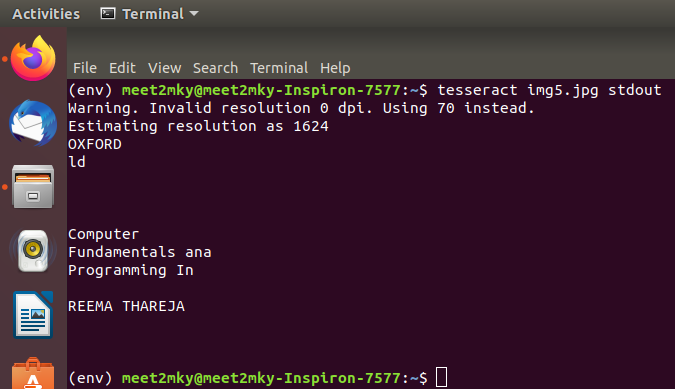 Activities Terminal
File Edit View Search Terminal Help
(env) meet2mky@meet2mky-Inspiron-7577:~$ tesseract img5.jpg stdout
Warning. Invalid resolution 0 dpi. Using 70 instead.
Estimating resolution as 1624
OXFORD
ld
Computer
Fundamentals ana
Programming In
REEMA THAREJA
(env) meet2mky@meet2mky-Inspiron-7577:~$